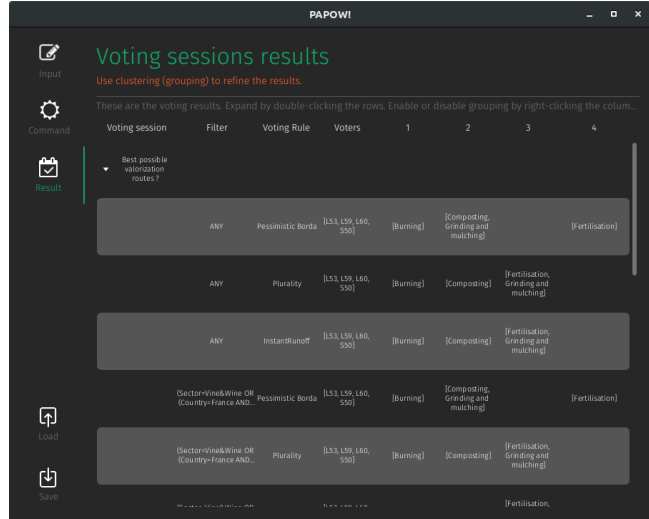 PAPOW!
Input
Command
Result
Load
Save
Voting sessions results
Use clustering (grouping) to refine the results.
These are the voting results. Expand by double-clicking the rows. Enable or disable grouping by right-clicking the colum...
Voting session Filter Voting Rule Voters 1 2 3 4
Best possible
valorization
routes ?
ANY Pessimistic Borda [L53, L59, L60,
S50] [Burning] [Composting,
Grinding and
mulching] [Fertilisation]
ANY Plurality [L53, L59, L60,
S50] [Burning] [Composting] [Fertilisation,
Grinding and
mulching]
ANY InstantRunoff [L53, L59, L60,
S50] [Burning] [Composting] [Fertilisation,
Grinding and
mulching]
(Sector=Vine&Wine OR
(Country=France AND... Pessimistic Borda [L53, L59, L60,
S50] [Burning] [Composting,
Grinding and
mulching] [Fertilisation]
(Sector=Vine&Wine OR
(Country=France AND... Plurality [L53, L59, L60,
S50] [Burning] [Composting] [Fertilisation,
Grinding and
mulching]
[Fertilisation,